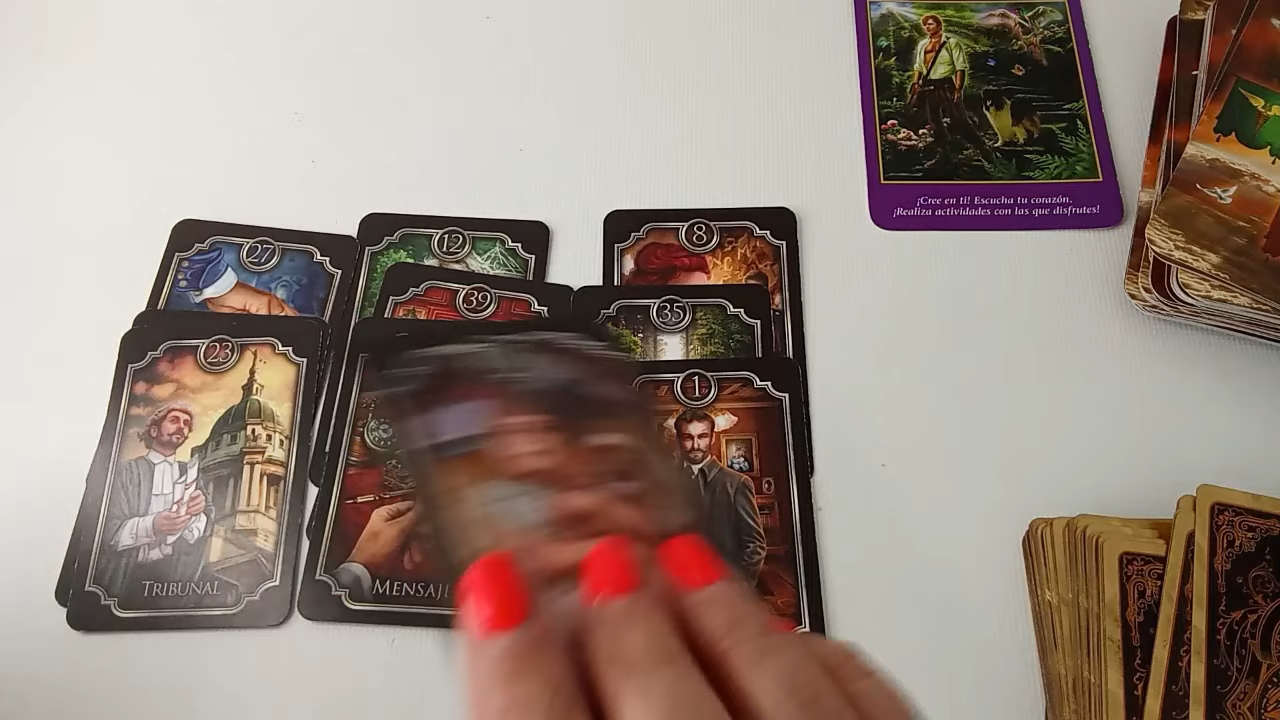 ¡Cree en ti! Escucha tu corazón.
¡Realiza actividades con las que disfrutes!
27
12
8
39
35
23
1
TRIBUNAL